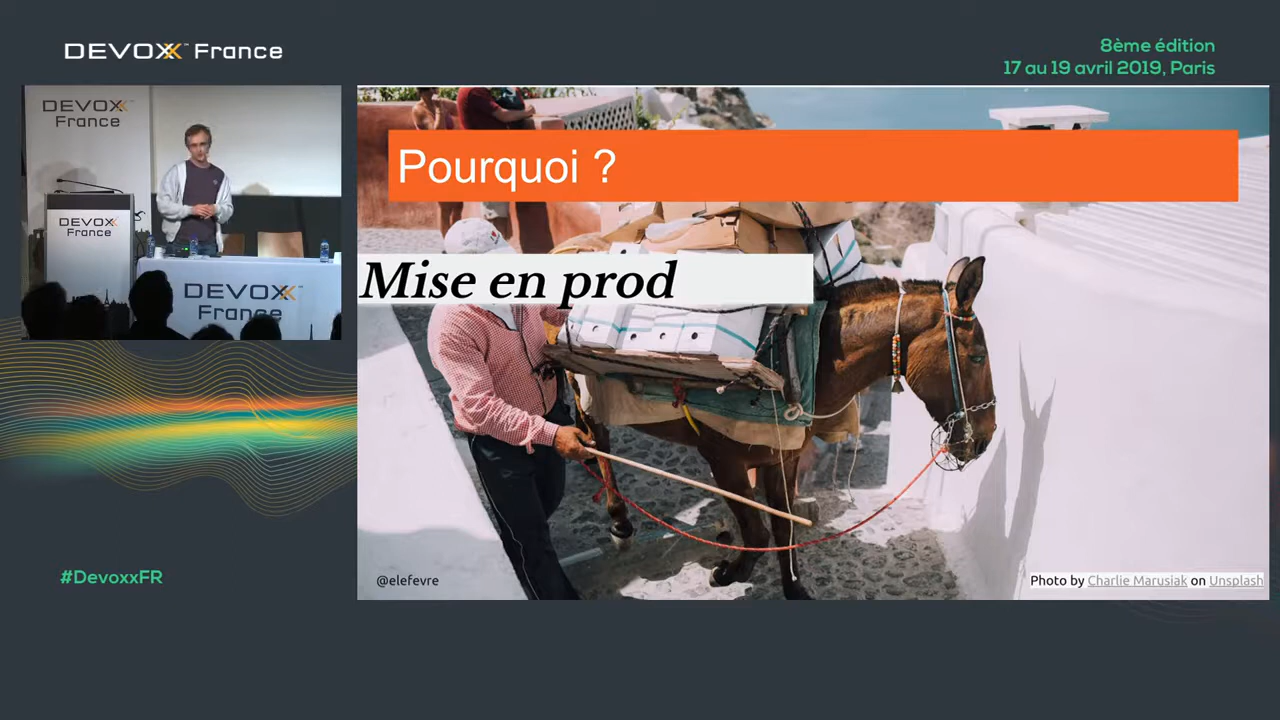 DEVOXX™ France
8ème édition
17 au 19 avril 2019, Paris
DEVOXX
France
DEVOXX
France
DEVOXX
France
Pourquoi ?
Mise en prod
@elefevre
Photo by Charlie Marusiak on Unsplash
#DevoxxFR